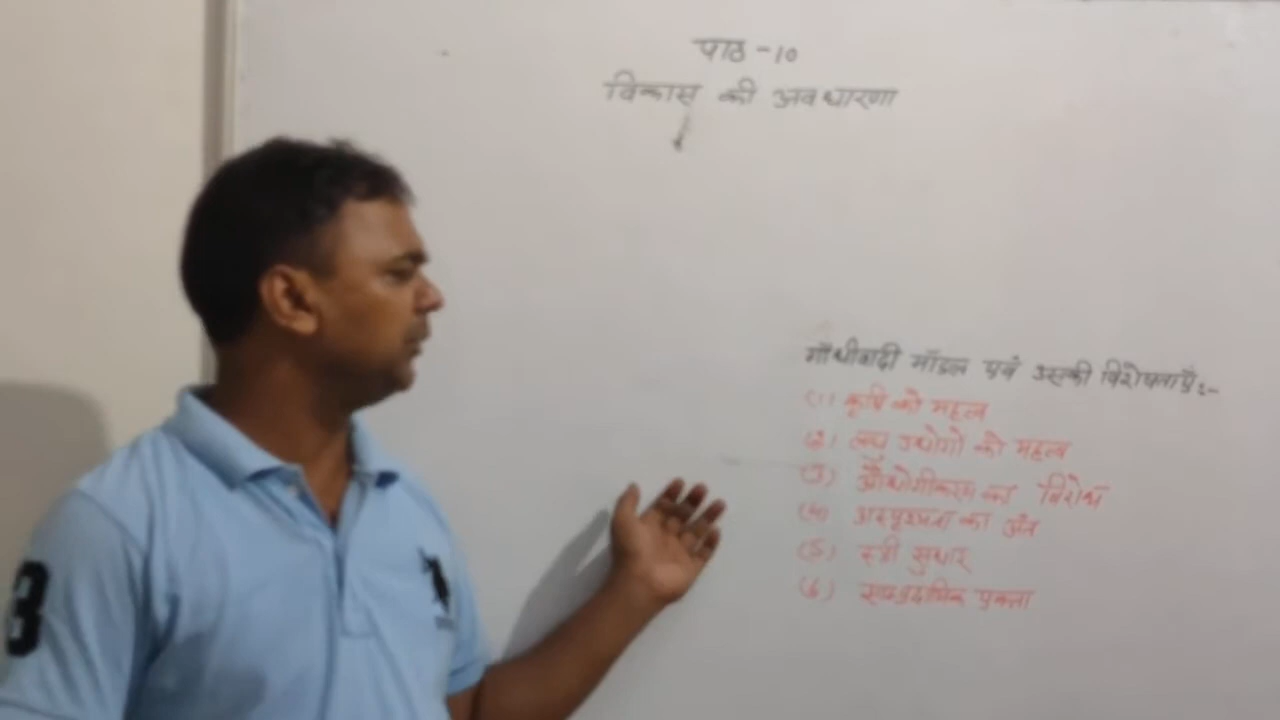 पाठ -10
विकास की अवधारणा
गाँधीवादी मॉडल एवं उसकी विशेषताएँ :-
(1) कृषि को महत्व
(2) लघु उद्योगो को महत्व
(3) औद्योगीकरण का विरोध
(4) अस्पृश्यता का अंत
(5) स्त्री सुधार
(6) साम्प्रदायिक एकता
3